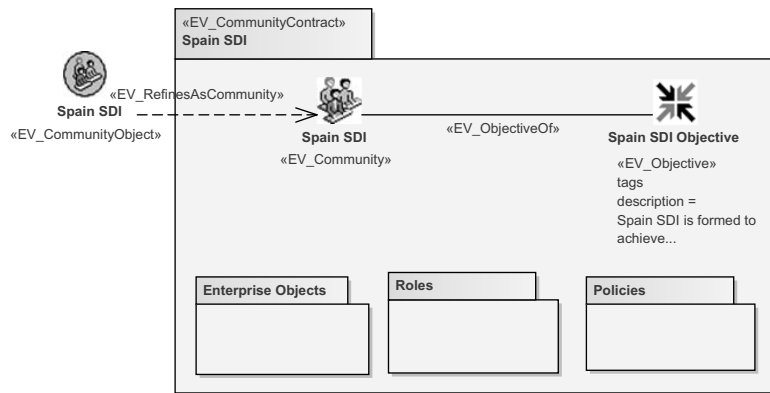 «EV_CommunityContract»
Spain SDI
«EV_RefinesAsCommunity»
Spain SDI
«EV_CommunityObject»
Spain SDI
«EV_Community»
«EV_ObjectiveOf»
Spain SDI Objective
«EV_Objective»
tags
description =
Spain SDI is formed to
achieve...
Enterprise Objects
Roles
Policies